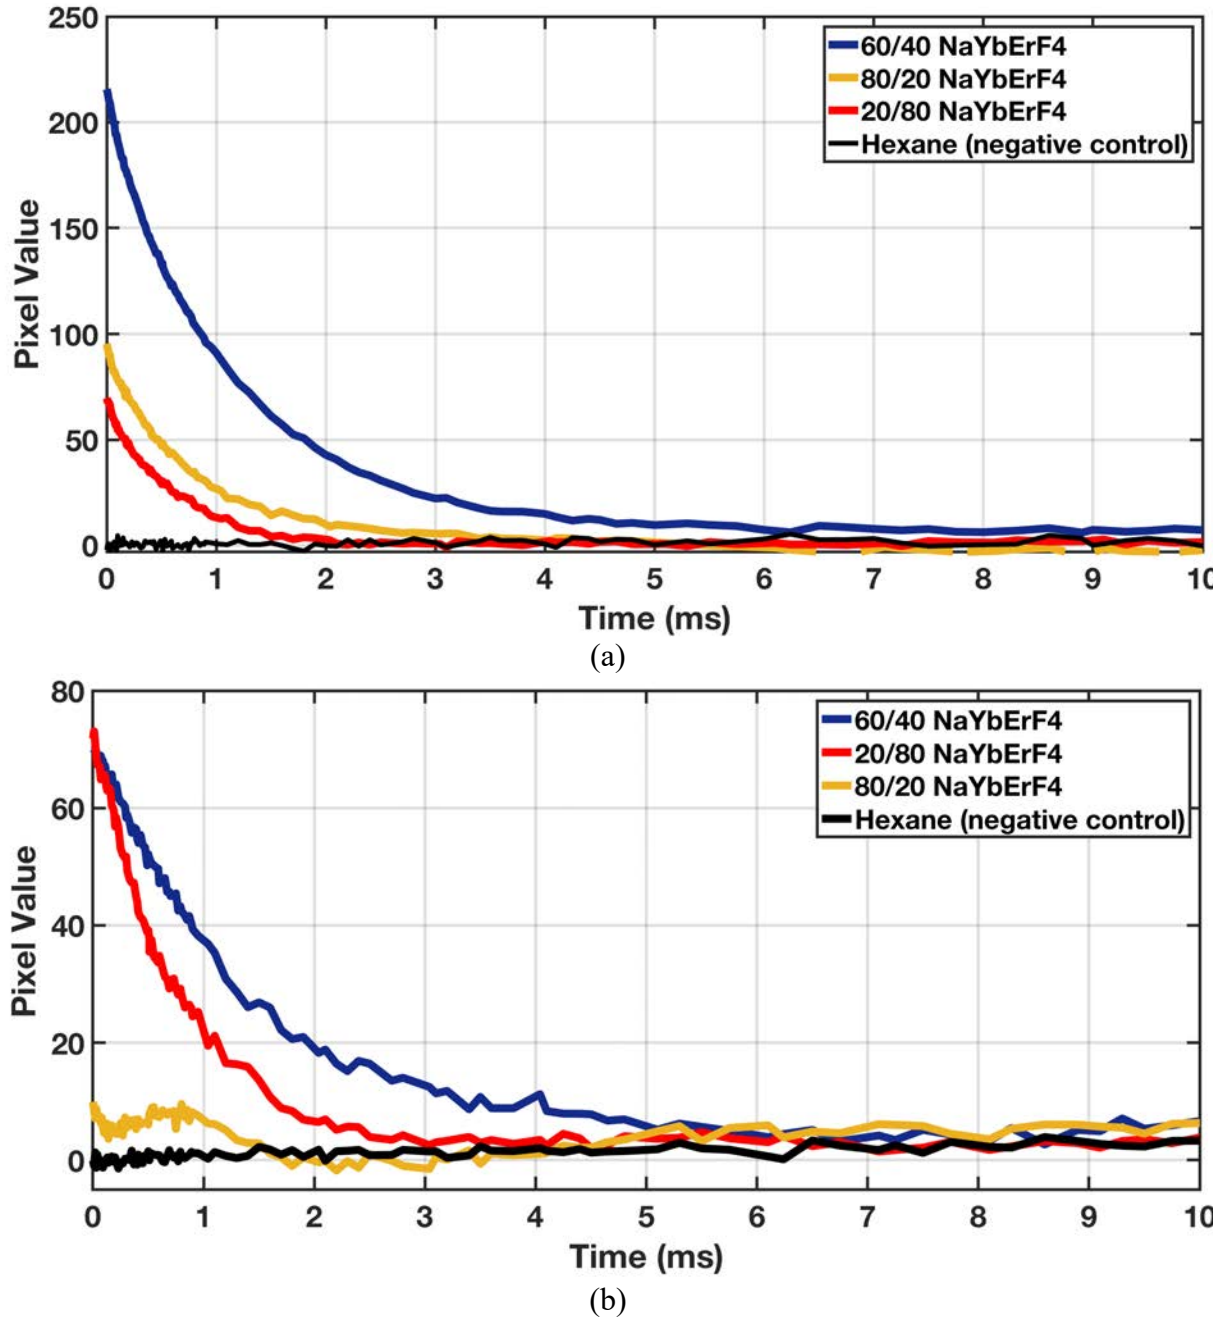 250
200
150
100
50
0
Pixel Value
60/40 NaYbErF4
80/20 NaYbErF4
20/80 NaYbErF4
Hexane (negative control)
0 1 2 3 4 5 6 7 8 9 10
Time (ms)
(a)
80
60
40
20
0
Pixel Value
60/40 NaYbErF4
20/80 NaYbErF4
80/20 NaYbErF4
Hexane (negative control)
0 1 2 3 4 5 6 7 8 9 10
Time (ms)
(b)